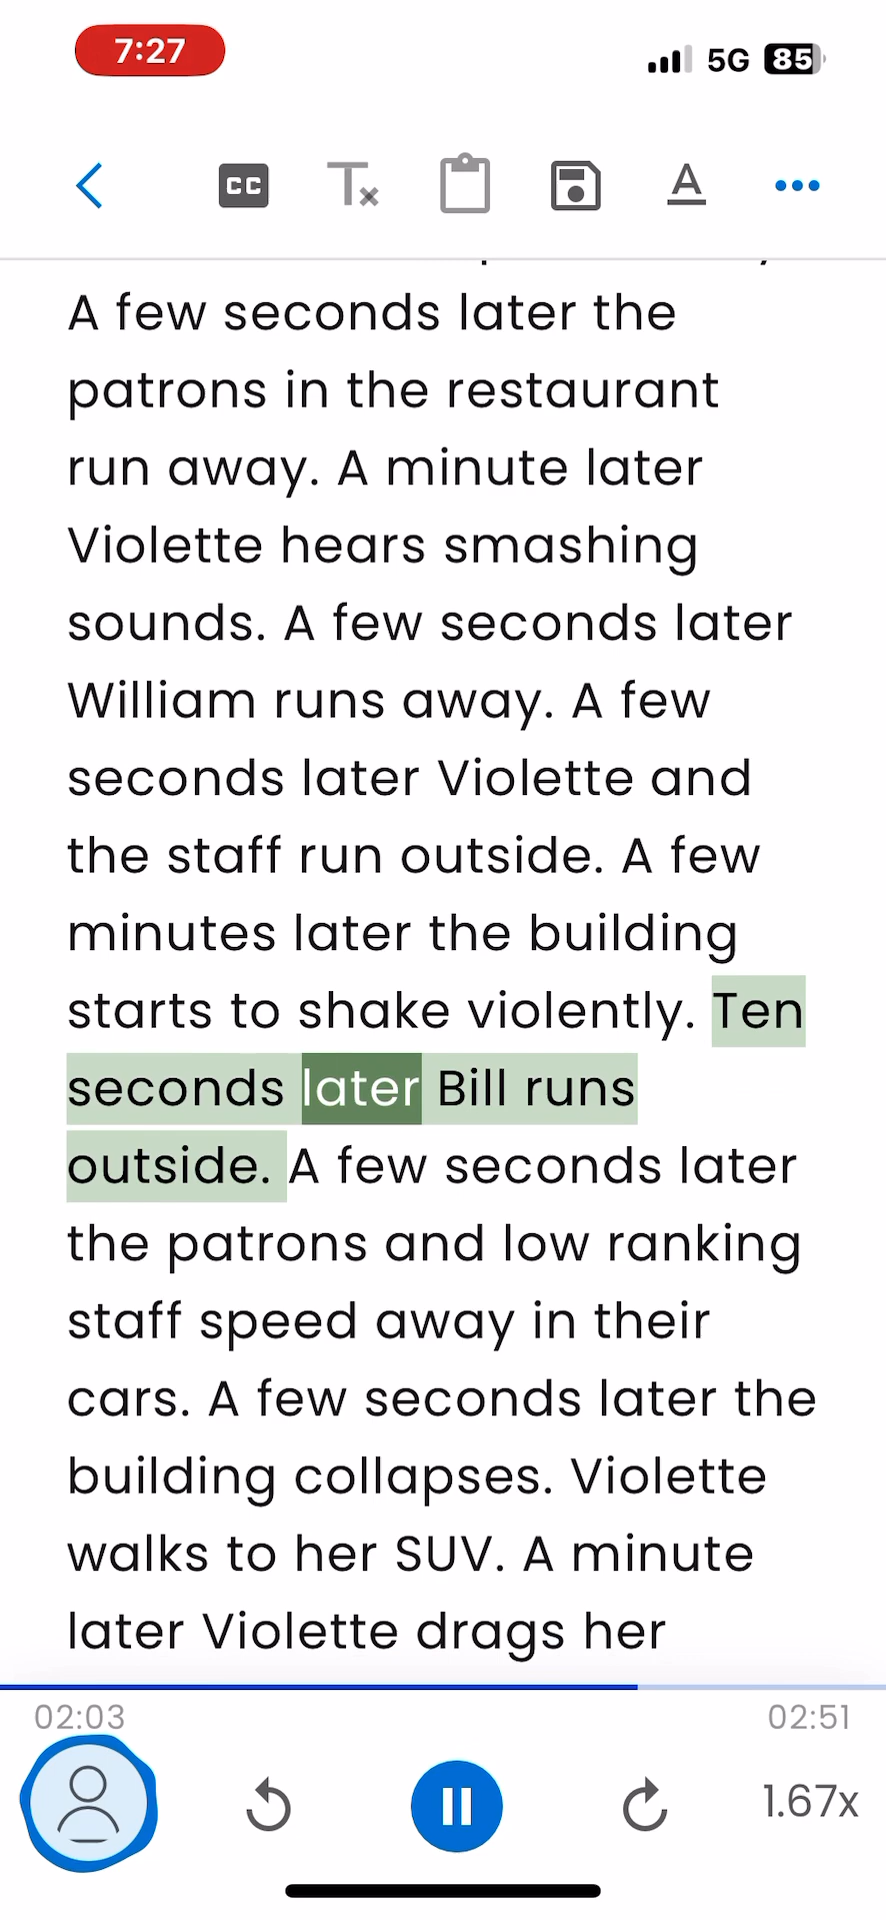 7:27
5G 85
CC
A few seconds later the
patrons in the restaurant
run away. A minute later
Violette hears smashing
sounds. A few seconds later
William runs away. A few
seconds later Violette and
the staff run outside. A few
minutes later the building
starts to shake violently. Ten
seconds later Bill runs
outside. A few seconds later
the patrons and low ranking
staff speed away in their
cars. A few seconds later the
building collapses. Violette
walks to her SUV. A minute
later Violette drags her
02:03
02:51
1.67x